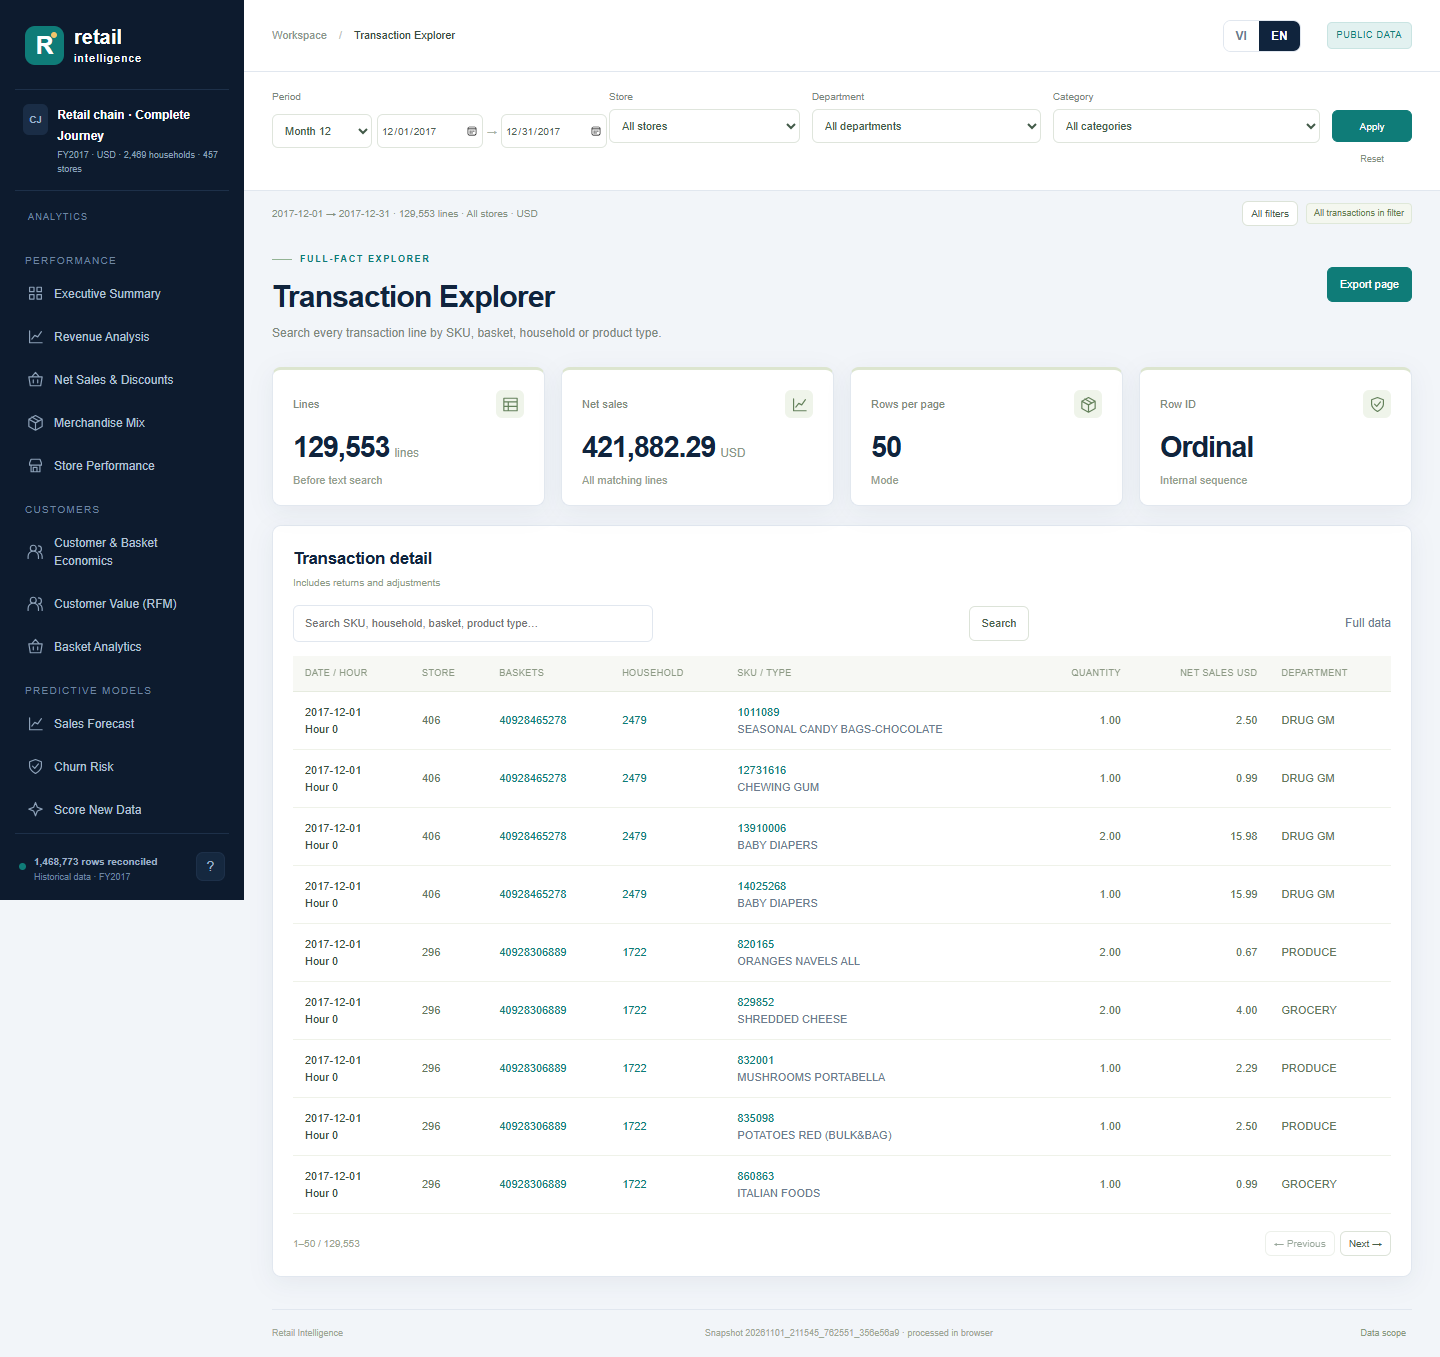 R
retail
intelligence
CJ
Retail chain · Complete
Journey
FY2017 · USD · 2,469 households · 457
stores
ANALYTICS
PERFORMANCE
Executive Summary
Revenue Analysis
Net Sales & Discounts
Merchandise Mix
Store Performance
CUSTOMERS
Customer & Basket
Economics
Customer Value (RFM)
Basket Analytics
PREDICTIVE MODELS
Sales Forecast
Churn Risk
Score New Data
1,468,773 rows reconciled
Historical data · FY2017
?
Workspace / Transaction Explorer
VI EN
PUBLIC DATA
Period Store Department Category
Month 12 12/01/2017 → 12/31/2017 All stores All departments All categories Apply
Reset
2017-12-01 → 2017-12-31 · 129,553 lines · All stores · USD
All filters
All transactions in filter
FULL-FACT EXPLORER
Transaction Explorer
Search every transaction line by SKU, basket, household or product type.
Export page
Lines
129,553 lines
Before text search
Net sales
421,882.29 USD
All matching lines
Rows per page
50
Mode
Row ID
Ordinal
Internal sequence
Transaction detail
Includes returns and adjustments
Search SKU, household, basket, product type...
Search
Full data
DATE / HOUR STORE BASKETS HOUSEHOLD SKU / TYPE QUANTITY NET SALES USD DEPARTMENT
2017-12-01
Hour 0
406 40928465278 2479
1011089
SEASONAL CANDY BAGS-CHOCOLATE
1.00 2.50 DRUG GM
2017-12-01
Hour 0
406 40928465278 2479
12731616
CHEWING GUM
1.00 0.99 DRUG GM
2017-12-01
Hour 0
406 40928465278 2479
13910006
BABY DIAPERS
2.00 15.98 DRUG GM
2017-12-01
Hour 0
406 40928465278 2479
14025268
BABY DIAPERS
1.00 15.99 DRUG GM
2017-12-01
Hour 0
296 40928306889 1722
820165
ORANGES NAVELS ALL
2.00 0.67 PRODUCE
2017-12-01
Hour 0
296 40928306889 1722
829852
SHREDDED CHEESE
2.00 4.00 GROCERY
2017-12-01
Hour 0
296 40928306889 1722
832001
MUSHROOMS PORTABELLA
1.00 2.29 PRODUCE
2017-12-01
Hour 0
296 40928306889 1722
835098
POTATOES RED (BULK&BAG)
1.00 2.50 PRODUCE
2017-12-01
Hour 0
296 40928306889 1722
860863
ITALIAN FOODS
1.00 0.99 GROCERY
1–50 / 129,553
← Previous
Next →
Retail Intelligence
Snapshot 20261101_211545_762551_356e56a9 · processed in browser
Data scope